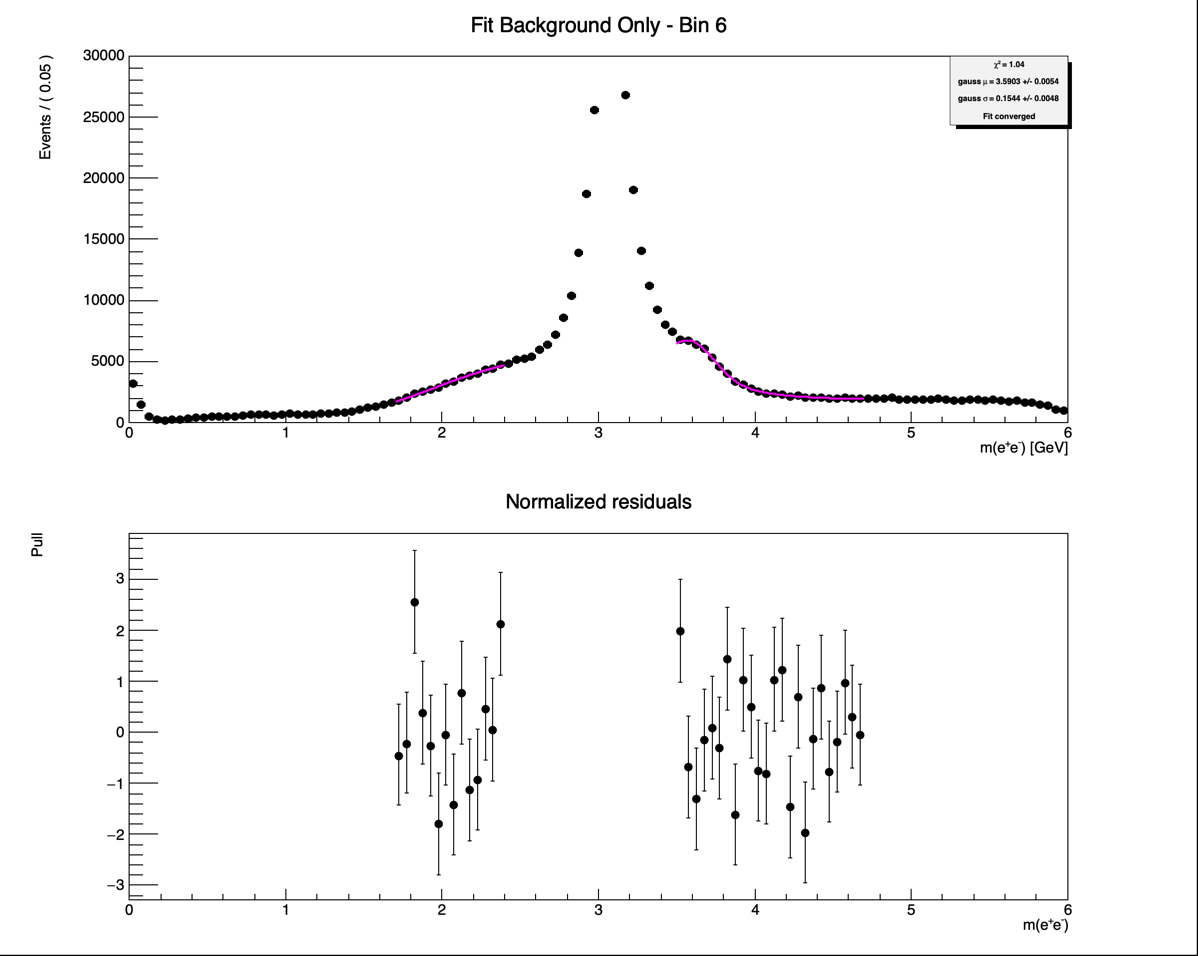 Fit Background Only - Bin 6
Events / ( 0.05 )
30000
25000
20000
15000
10000
5000
0
χ² = 1.04
gauss μ = 3.5903 +/- 0.0054
gauss σ = 0.1544 +/- 0.0048
Fit converged
0 1 2 3 4 5 6
m(e⁺e⁻) [GeV]
Normalized residuals
Pull
3
2
1
0
−1
−2
−3
0 1 2 3 4 5 6
m(e⁺e⁻)